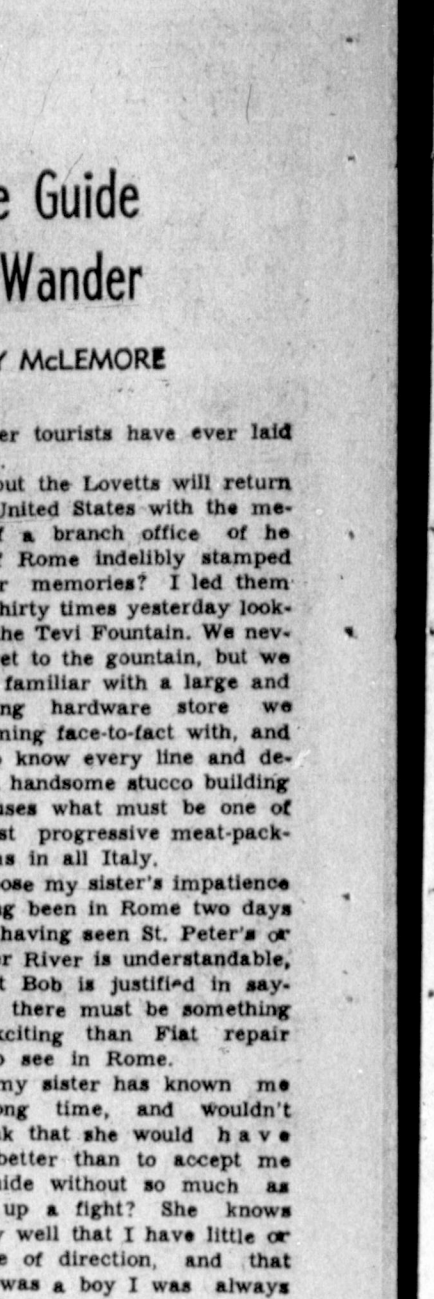 e Guide
Wander
Y McLEMORE
er tourists have ever laid
out the Lovetts will return
United States with the me-
f a branch office of he
f Rome indelibly stamped
r memories? I led them
hirty times yesterday look-
he Tevi Fountain. We nev-
et to the gountain, but we
familiar with a large and
ng hardware store we
ming face-to-fact with, and
o know every line and de-
handsome stucco building
uses what must be one of
st progressive meat-pack-
ns in all Italy.
ose my sister's impatience
ng been in Rome two days
having seen St. Peter's or
r River is understandable,
t Bob is justified in say-
there must be something
xciting than Fiat repair
o see in Rome.
my sister has known me
ong time, and wouldn't
k that she would have
better than to accept me
uide without so much as
up a fight? She knows
y well that I have little or
e of direction, and that
was a boy I was always